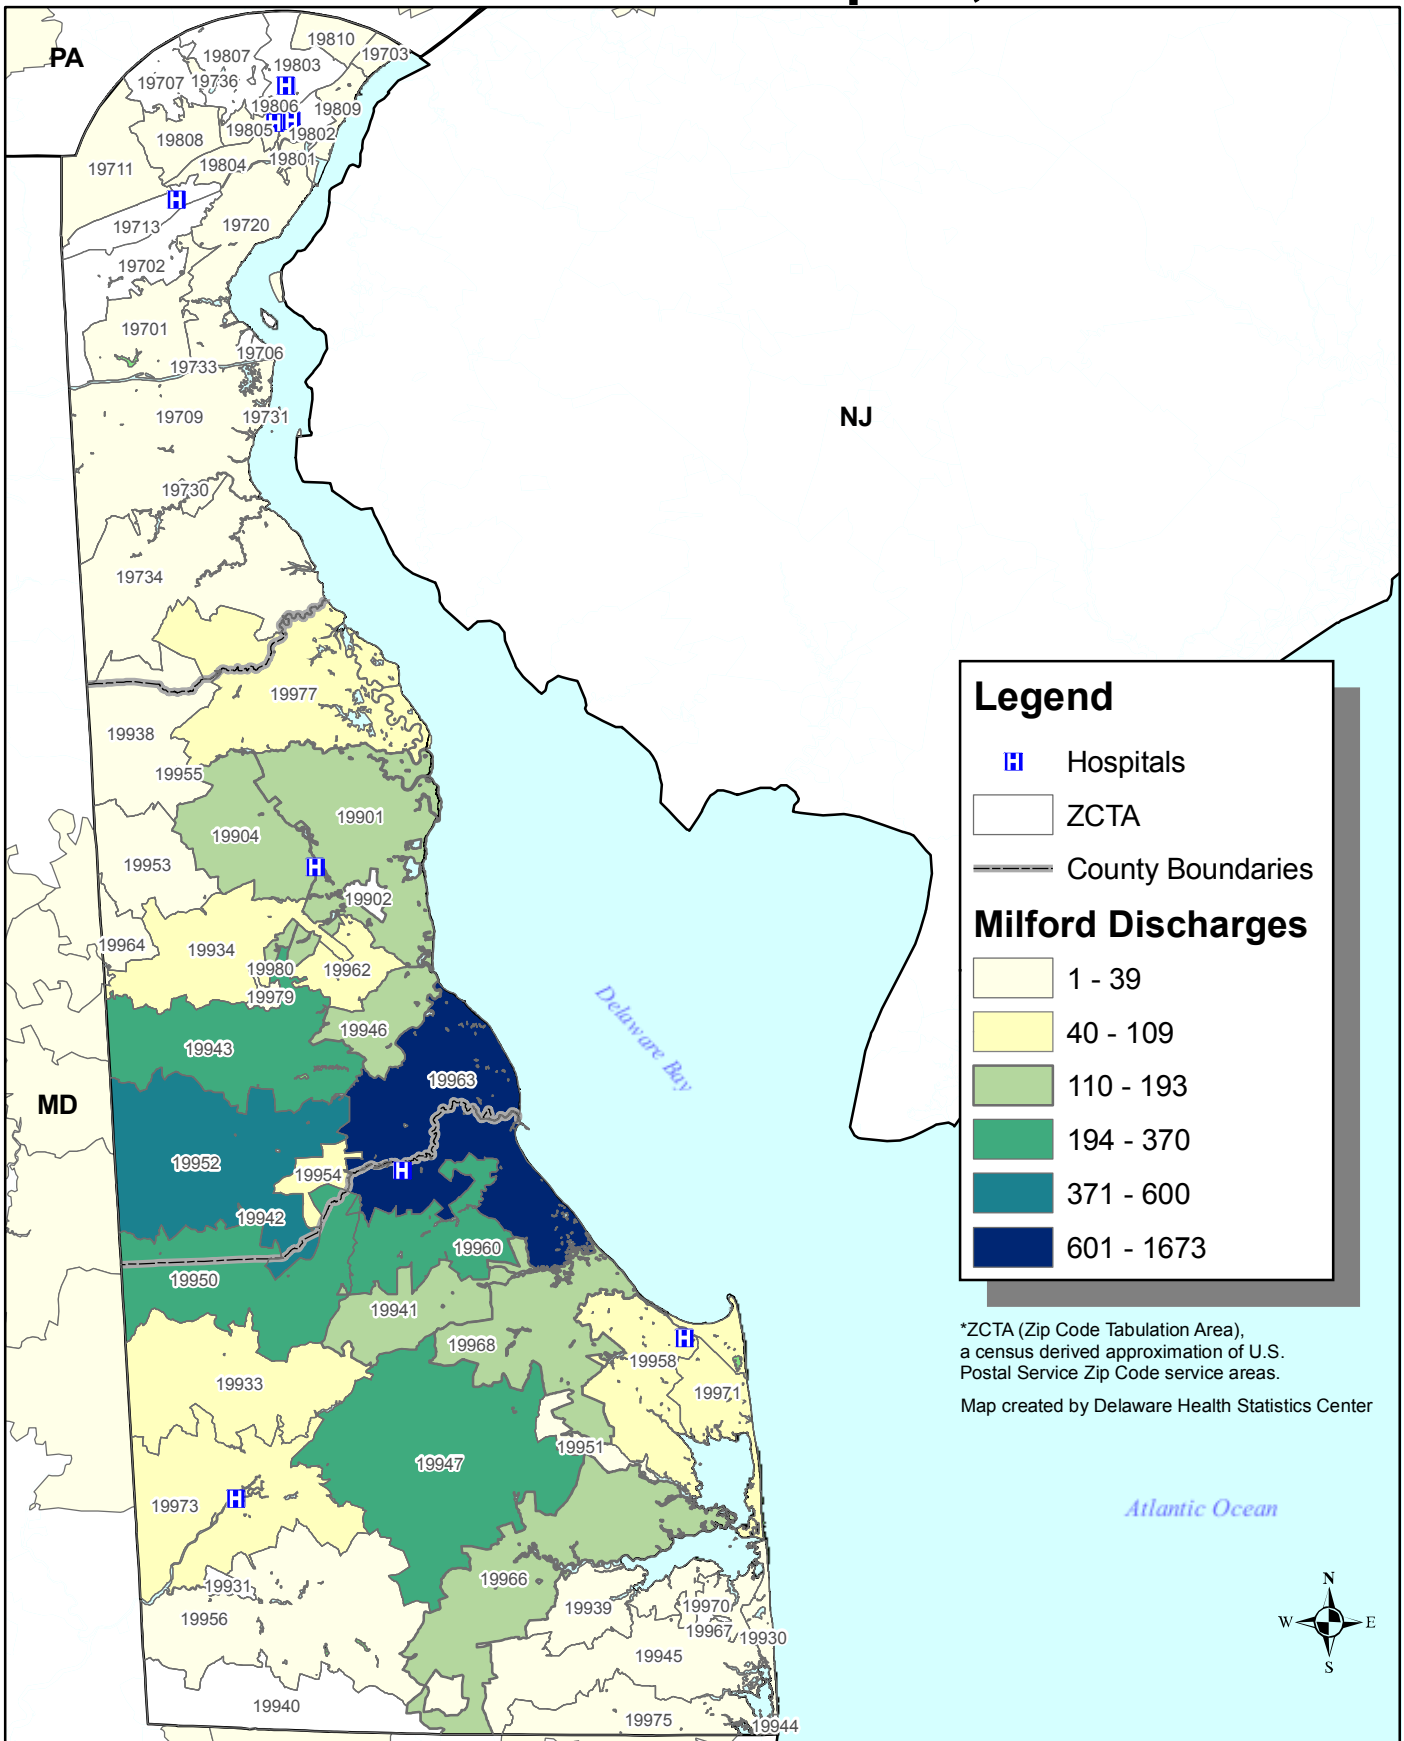 PA
19810
19703
19807
19803
19707
19736
19806
19809
19805
19802
19808
19801
19804
19711
19713
19720
19702
19701
19706
19733
19709
19731
NJ
19730
19734
19977
19938
19955
19901
19904
19953
19902
19964
19934
19980
19962
19979
19946
19943
19963
MD
19952
19954
19942
19960
19950
19941
19968
19958
19933
19971
19951
19947
19973
19966
19931
19956
19939
19970
19967
19930
19945
19940
19975
19944
Delaware Bay
Legend
H Hospitals
ZCTA
County Boundaries
Milford Discharges
1 - 39
40 - 109
110 - 193
194 - 370
371 - 600
601 - 1673
*ZCTA (Zip Code Tabulation Area),
a census derived approximation of U.S.
Postal Service Zip Code service areas.
Map created by Delaware Health Statistics Center
Atlantic Ocean
N
W E
S